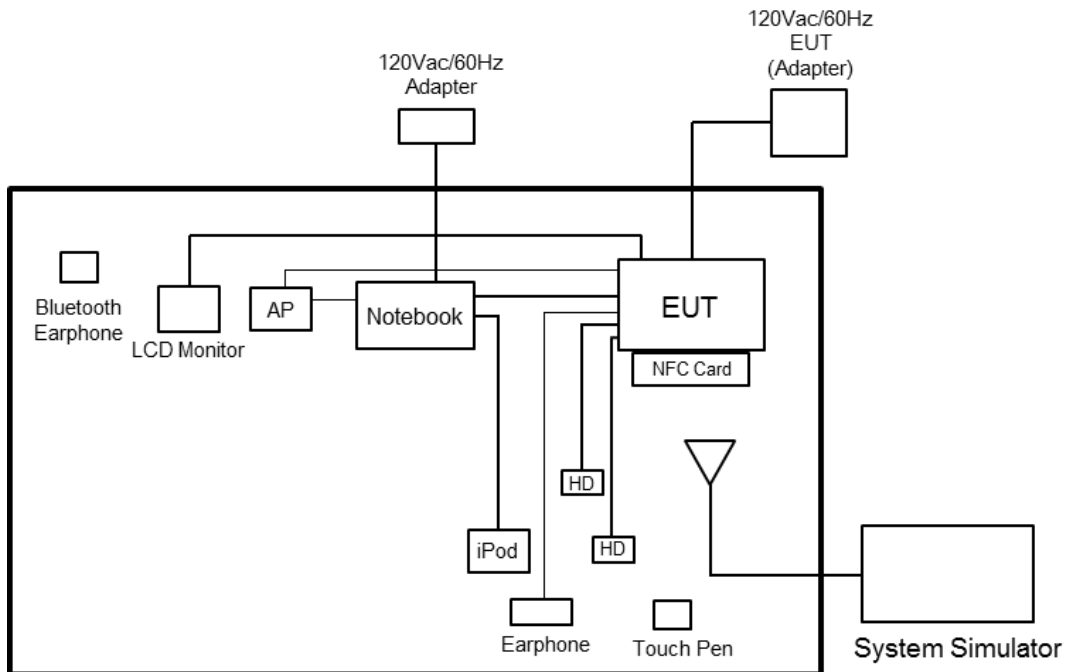 120Vac/60Hz
EUT
(Adapter)
120Vac/60Hz
Adapter
Bluetooth
Earphone
LCD Monitor
AP
Notebook
EUT
NFC Card
HD
HD
iPod
Earphone
Touch Pen
System Simulator